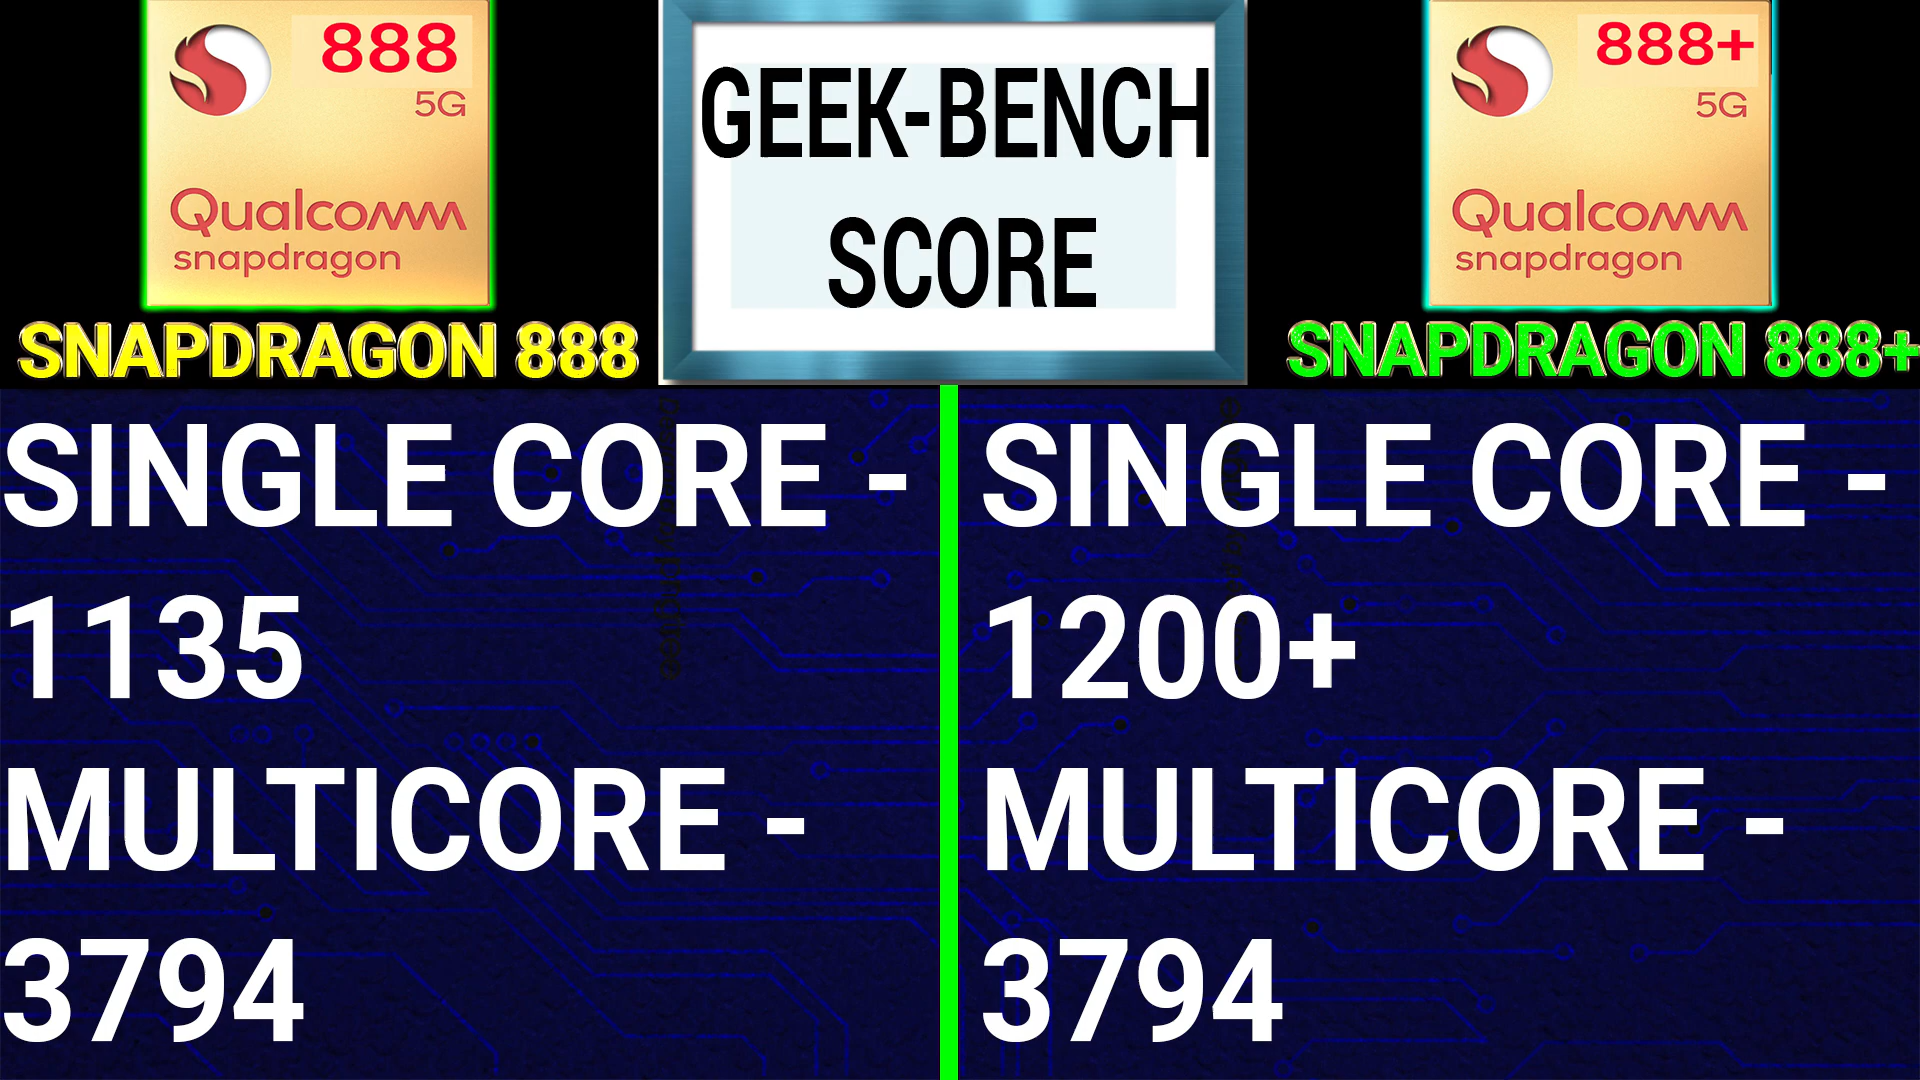 888
5G
Qualcomm
snapdragon
SNAPDRAGON 888
GEEK-BENCH
SCORE
888+
5G
Qualcomm
snapdragon
SNAPDRAGON 888+
SINGLE CORE -
1135
MULTICORE -
3794
SINGLE CORE -
1200+
MULTICORE -
3794